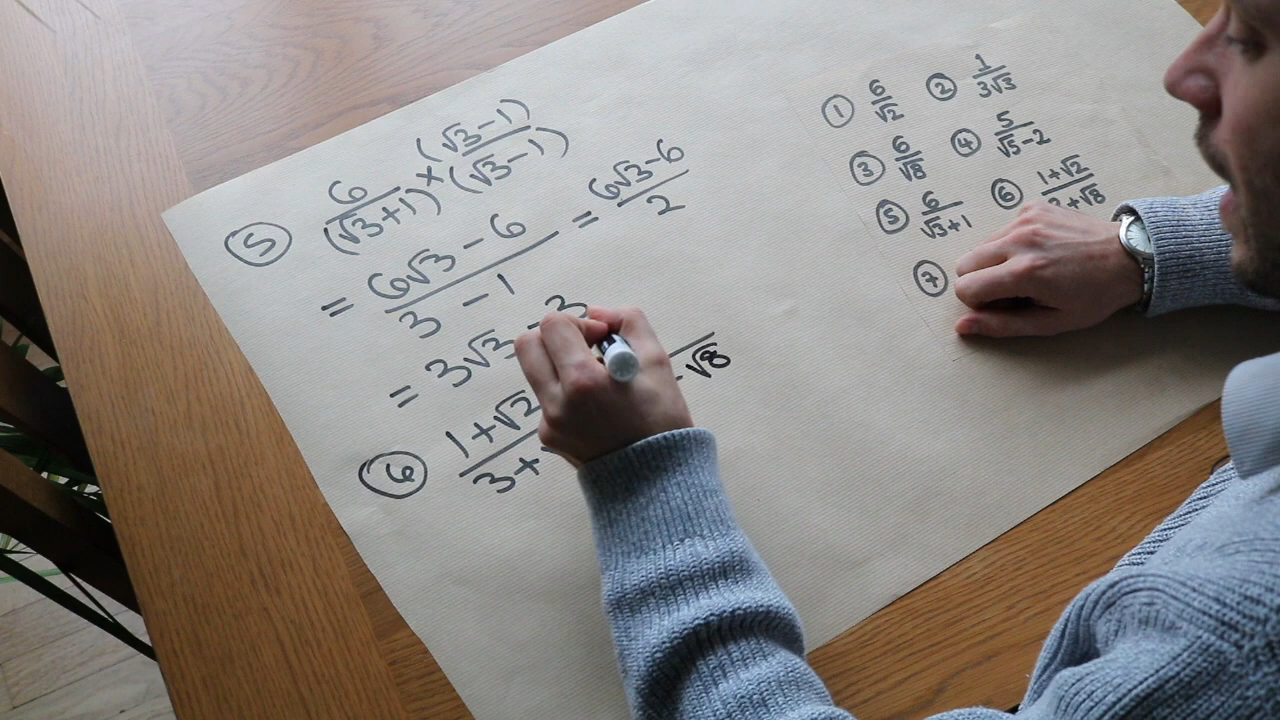 ⑤ 6/(√3+1) × (√3-1)/(√3-1)
= 6√3 - 6 / 3 - 1 = 6√3-6 / 2
= 3√3 - 3
⑥ 1+√2 / 3+ √8
① 6/√2 ② 1/3√3
③ 6/√8 ④ 5/√5-2
⑤ 6/√3+1 ⑥ 1+√2 / +√8
⑦